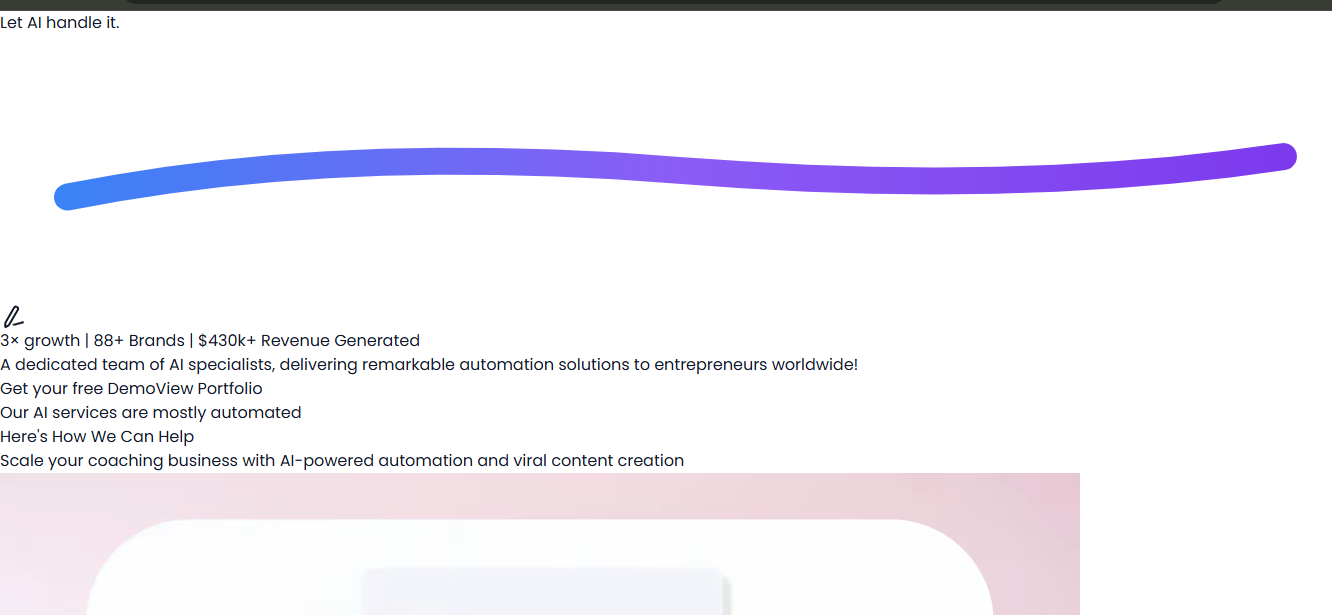 Let AI handle it.
3× growth | 88+ Brands | $430k+ Revenue Generated
A dedicated team of AI specialists, delivering remarkable automation solutions to entrepreneurs worldwide!
Get your free DemoView Portfolio
Our AI services are mostly automated
Here's How We Can Help
Scale your coaching business with AI-powered automation and viral content creation